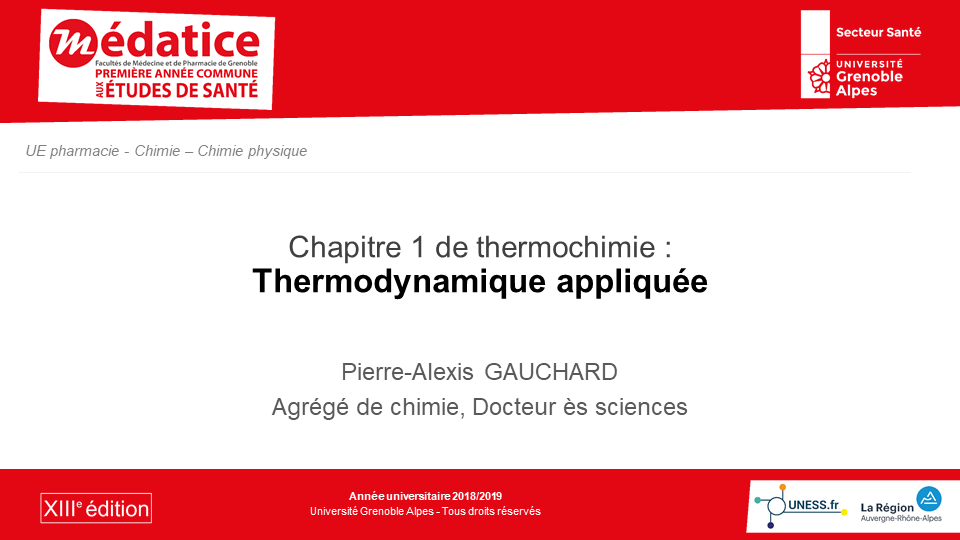 médatice
Facultés de Médecine et de Pharmacie de Grenoble
PREMIÈRE ANNÉE COMMUNE
AUX ÉTUDES DE SANTÉ
Secteur Santé
UNIVERSITÉ
Grenoble
Alpes
UE pharmacie - Chimie – Chimie physique
Chapitre 1 de thermochimie :
Thermodynamique appliquée
Pierre-Alexis GAUCHARD
Agrégé de chimie, Docteur ès sciences
XIIIe édition
Année universitaire 2018/2019
Université Grenoble Alpes - Tous droits réservés
UNESS.fr
La Région
Auvergne-Rhône-Alpes